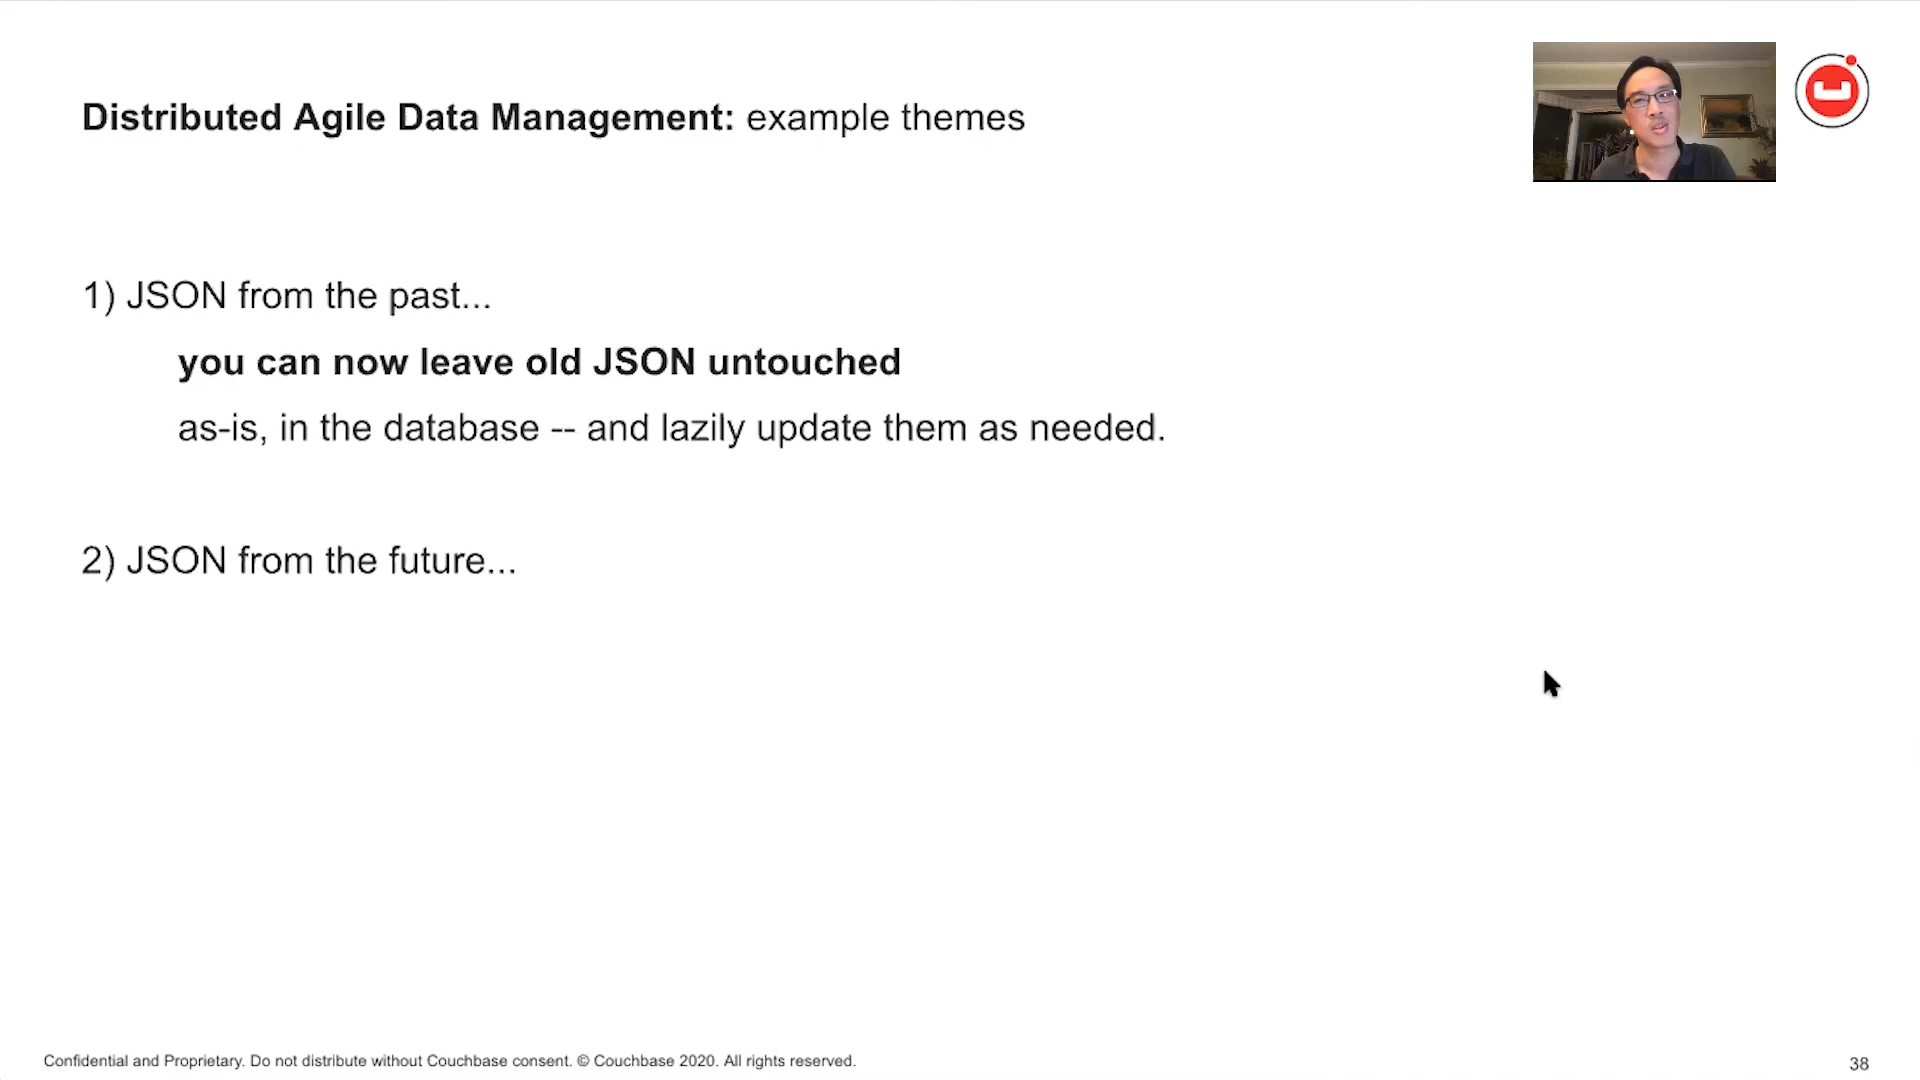 Distributed Agile Data Management: example themes
1) JSON from the past...
you can now leave old JSON untouched
as-is, in the database -- and lazily update them as needed.
2) JSON from the future...
Confidential and Proprietary. Do not distribute without Couchbase consent. © Couchbase 2020. All rights reserved.
38